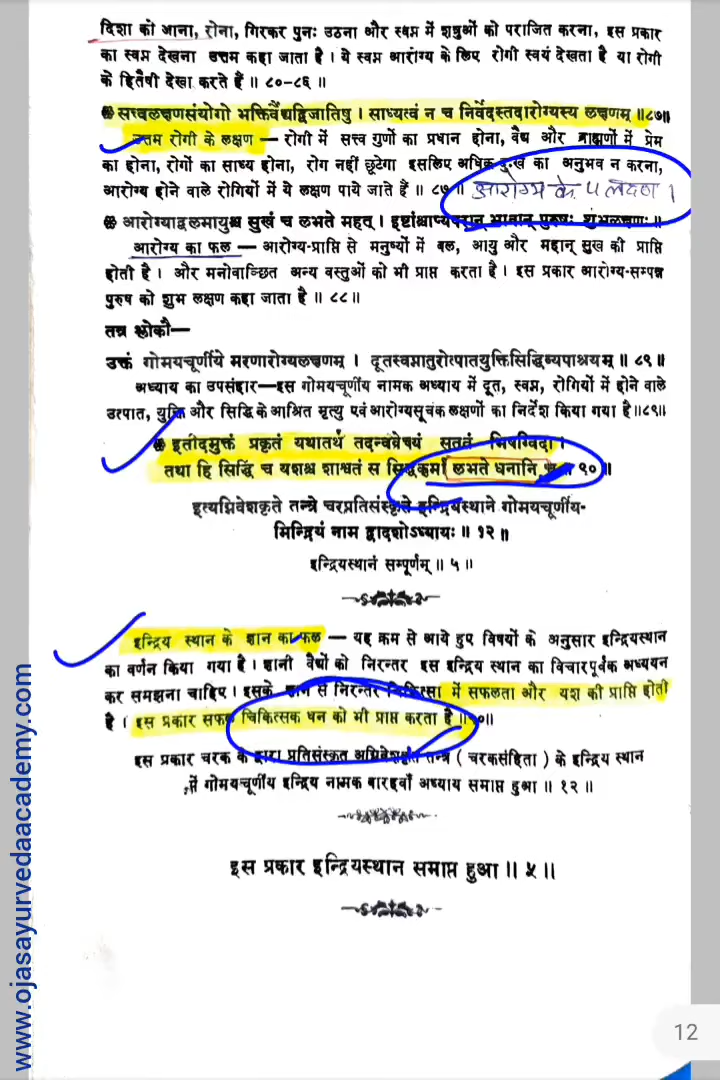 दिशा को आना, रोना, गिरकर पुनः उठना और स्वप्न में शत्रुओं को पराजित करना, इस प्रकार
का स्वप्न देखना उत्तम कहा जाता है। ये स्वप्न आरोग्य के लिए रोगी स्वयं देखता है या रोगी
के हितैषी देखा करते हैं॥ ८०-८६ ॥
सत्त्वलक्षणसंयोगो भक्तिर्वैद्यद्विजातिषु। साध्यत्वं न च निर्वेदस्तदारोग्यस्य लक्षणम्॥८७॥
उत्तम रोगी के लक्षण — रोगी में सत्त्व गुणों का प्रधान होना, वैद्य और ब्राह्मणों में प्रेम
का होना, रोगों का साध्य होना, रोग नहीं छूटेगा इसलिए अधिक दुःख का अनुभव न करना,
आरोग्य होने वाले रोगियों में ये लक्षण पाये जाते हैं॥ ८७॥ आरोग्य के ५ लक्षण।
आरोग्याद्बलमायुश्च सुखं च लभते महत्। इष्टांश्चाप्यपरान् भावान् पुरुषः शुभलक्षणः॥
आरोग्य का फल — आरोग्य-प्राप्ति से मनुष्यों में बल, आयु और महान् सुख की प्राप्ति
होती है। और मनोवाञ्छित अन्य वस्तुओं को भी प्राप्त करता है। इस प्रकार आरोग्य-सम्पन्न
पुरुष को शुभ लक्षण कहा जाता है॥ ८८॥
तत्र श्लोकौ—
उक्तं गोमयचूर्णीये मरणारोग्यलक्षणम्। दूतस्वप्नातुरोत्पातयुक्तिसिद्धिव्यपाश्रयम्॥ ८९॥
अध्याय का उपसंहार—इस गोमयचूर्णीय नामक अध्याय में दूत, स्वप्न, रोगियों में होने वाले
उत्पात, युक्ति और सिद्धि के आश्रित मृत्यु एवं आरोग्यसूचक लक्षणों का निर्देश किया गया है॥८९॥
इतीदमुक्तं प्रकृतं यथातथं तदन्ववेक्ष्यं सततं भिषग्विदा।
तथा हि सिद्धिं च यशश्च शाश्वतं स सिद्धकर्मा लभते धनानि च॥ ९०॥
इत्यग्निवेशकृते तन्त्रे चरप्रतिसंस्कृते इन्द्रियस्थाने गोमयचूर्णीय-
मिन्द्रियं नाम द्वादशोऽध्यायः॥ १२॥
इन्द्रियस्थानं सम्पूर्णम्॥ ५॥
इन्द्रिय स्थान के ज्ञान का फल — यह क्रम से आये हुए विषयों के अनुसार इन्द्रियस्थान
का वर्णन किया गया है। ज्ञानी वैद्यों को निरन्तर इस इन्द्रिय स्थान का विचारपूर्वक अध्ययन
कर समझना चाहिए। इसके ज्ञान से निरन्तर चिकित्सा में सफलता और यश की प्राप्ति होती
है। इस प्रकार सफल चिकित्सक धन को भी प्राप्त करता है॥९०॥
इस प्रकार चरक के द्वारा प्रतिसंस्कृत अग्निवेशकृत तन्त्र (चरकसंहिता) के इन्द्रिय स्थान
में गोमयचूर्णीय इन्द्रिय नामक बारहवाँ अध्याय समाप्त हुआ॥ १२॥
इस प्रकार इन्द्रियस्थान समाप्त हुआ॥ ५॥
www.ojasayurvedaacademy.com
12